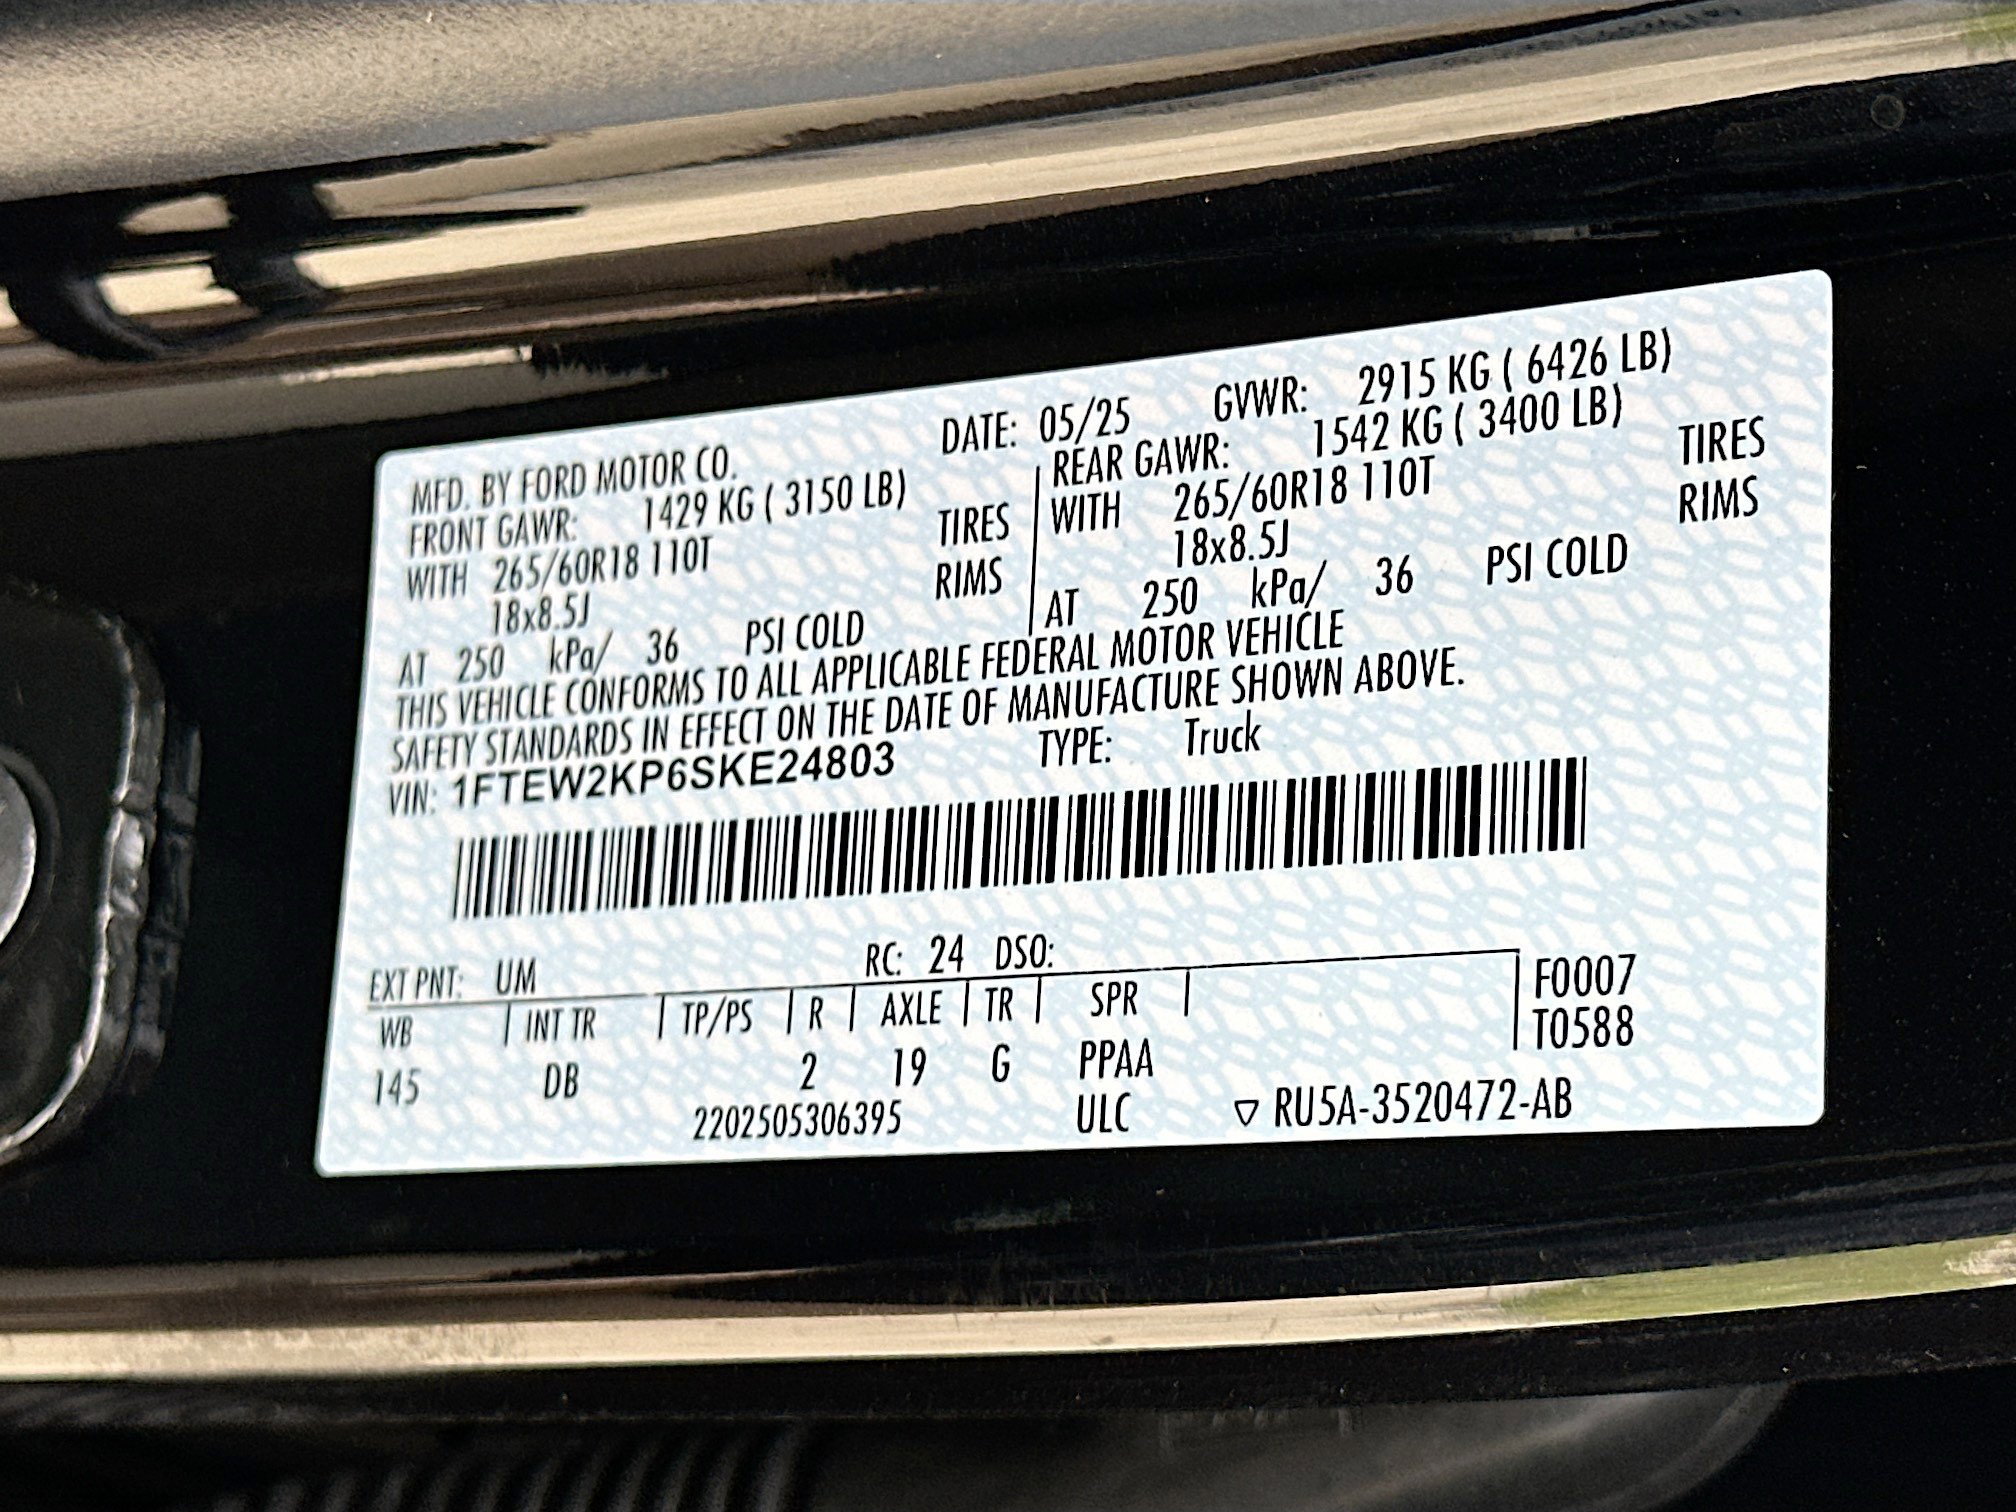 MFD. BY FORD MOTOR CO. DATE: 05/25 GVWR: 2915 KG ( 6426 LB)
FRONT GAWR: 1429 KG ( 3150 LB) REAR GAWR: 1542 KG ( 3400 LB)
WITH 265/60R18 110T TIRES WITH 265/60R18 110T TIRES
18x8.5J RIMS 18x8.5J RIMS
AT 250 kPa/ 36 PSI COLD AT 250 kPa/ 36 PSI COLD
THIS VEHICLE CONFORMS TO ALL APPLICABLE FEDERAL MOTOR VEHICLE
SAFETY STANDARDS IN EFFECT ON THE DATE OF MANUFACTURE SHOWN ABOVE.
VIN: 1FTEW2KP6SKE24803 TYPE: Truck
EXT PNT: UM RC: 24 DSO:
WB INT TR TP/PS R AXLE TR SPR F0007
T0588
145 DB 2 19 G PPAA
2202505306395 ULC ▽ RU5A-3520472-AB